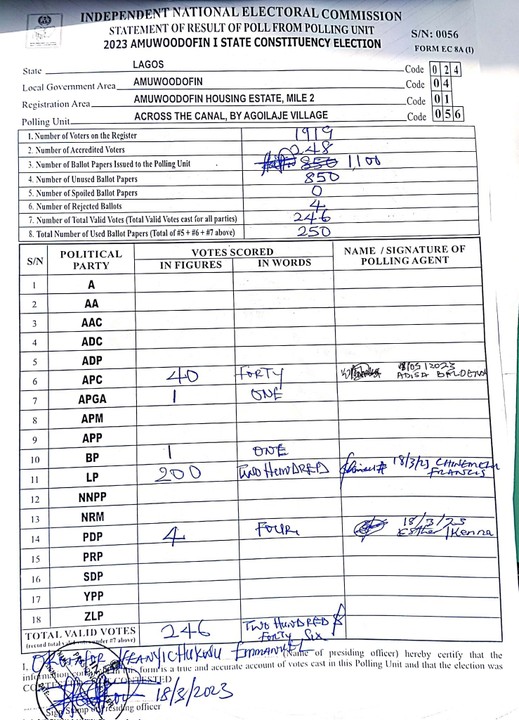 INDEPENDENT NATIONAL ELECTORAL COMMISSION
STATEMENT OF RESULT OF POLL FROM POLLING UNIT
2023 AMUWOODOFIN I STATE CONSTITUENCY ELECTION
S/N: 0056
FORM EC 8A (I)
State LAGOS Code 0 2 4
Local Government Area AMUWOODOFIN Code 0 4
Registration Area AMUWOODOFIN HOUSING ESTATE, MILE 2 Code 0 1
Polling Unit ACROSS THE CANAL, BY AGOILAJE VILLAGE Code 0 5 6
1. Number of Voters on the Register 1919
2. Number of Accredited Voters 248
3. Number of Ballot Papers Issued to the Polling Unit 850 1100
4. Number of Unused Ballot Papers 850
5. Number of Spoiled Ballot Papers 0
6. Number of Rejected Ballots 4
7. Number of Total Valid Votes (Total Valid Votes cast for all parties) 246
8. Total Number of Used Ballot Papers (Total of #5 + #6 + #7 above) 250
S/N POLITICAL PARTY VOTES SCORED NAME / SIGNATURE OF POLLING AGENT
IN FIGURES IN WORDS
1 A
2 AA
3 AAC
4 ADC
5 ADP
6 APC 40 FORTY ADISA
7 APGA 1 ONE
8 APM
9 APP
10 BP 1 ONE
11 LP 200 TWO HUNDRED 18/3/23 CHINEMEZM FRANCIS
12 NNPP
13 NRM
14 PDP 4 FOUR 18/3/23 Esther Ikenna
15 PRP
16 SDP
17 YPP
18 ZLP
TOTAL VALID VOTES 246 TWO HUNDRED & FORTY SIX
I, IFEANYICHUKWU EMMANUEL (Name of presiding officer) hereby certify that the
information in this form is a true and accurate account of votes cast in this Polling Unit and that the election was
CONTESTED
18/3/2023
Sign Stamp of Presiding officer